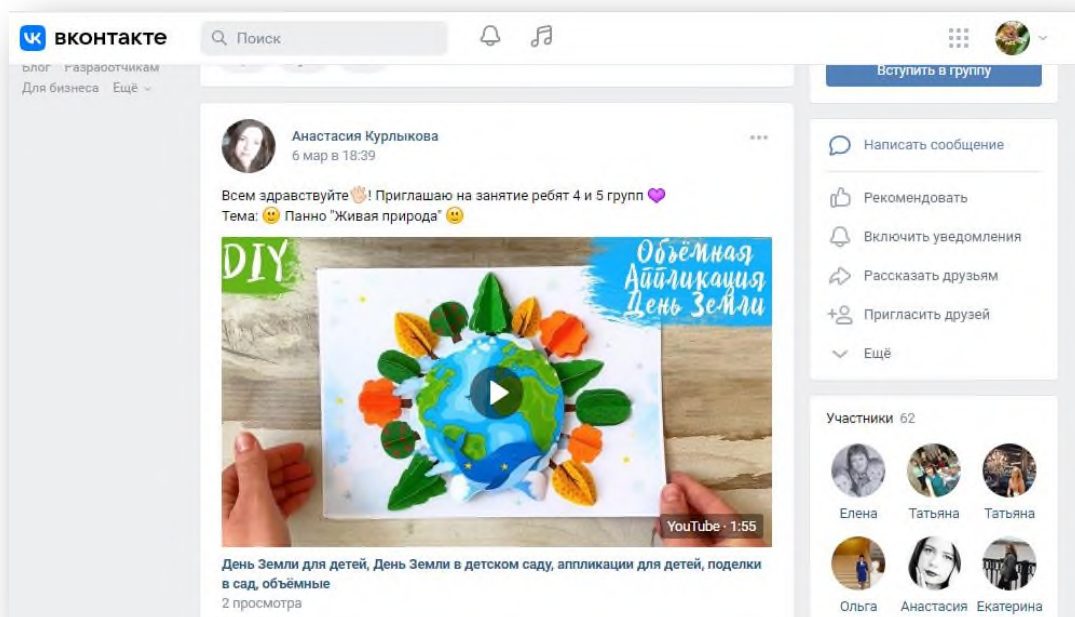 вконтакте
Поиск
Блог Разработчикам
Для бизнеса Ещё
Вступить в группу
Анастасия Курлыкова
6 мар в 18:39
Всем здравствуйте! Приглашаю на занятие ребят 4 и 5 групп
Тема: Панно "Живая природа"
DIY
Объёмная
Аппликация
День Земли
YouTube · 1:55
День Земли для детей, День Земли в детском саду, аппликации для детей, поделки
в сад, объёмные
2 просмотра
Написать сообщение
Рекомендовать
Включить уведомления
Рассказать друзьям
Пригласить друзей
Ещё
Участники 62
Елена Татьяна Татьяна
Ольга Анастасия Екатерина